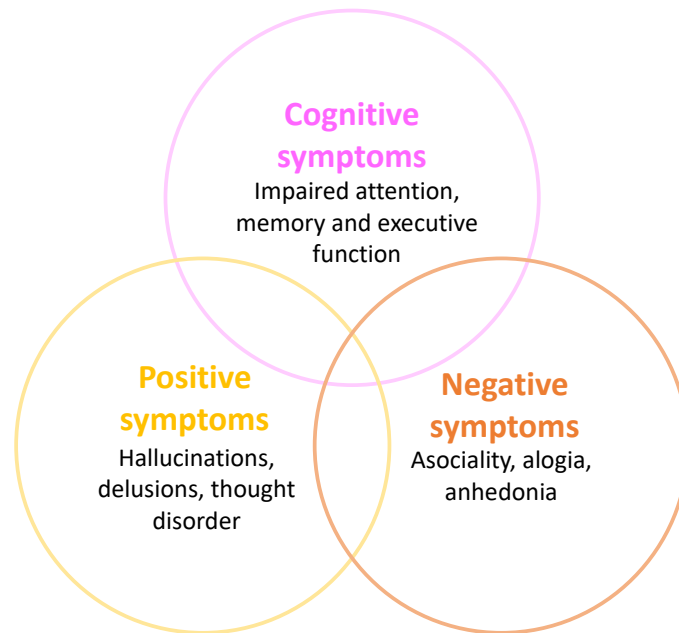 Cognitive
symptoms
Impaired attention,
memory and executive
function
Positive
symptoms
Hallucinations,
delusions, thought
disorder
Negative
symptoms
Asociality, alogia,
anhedonia